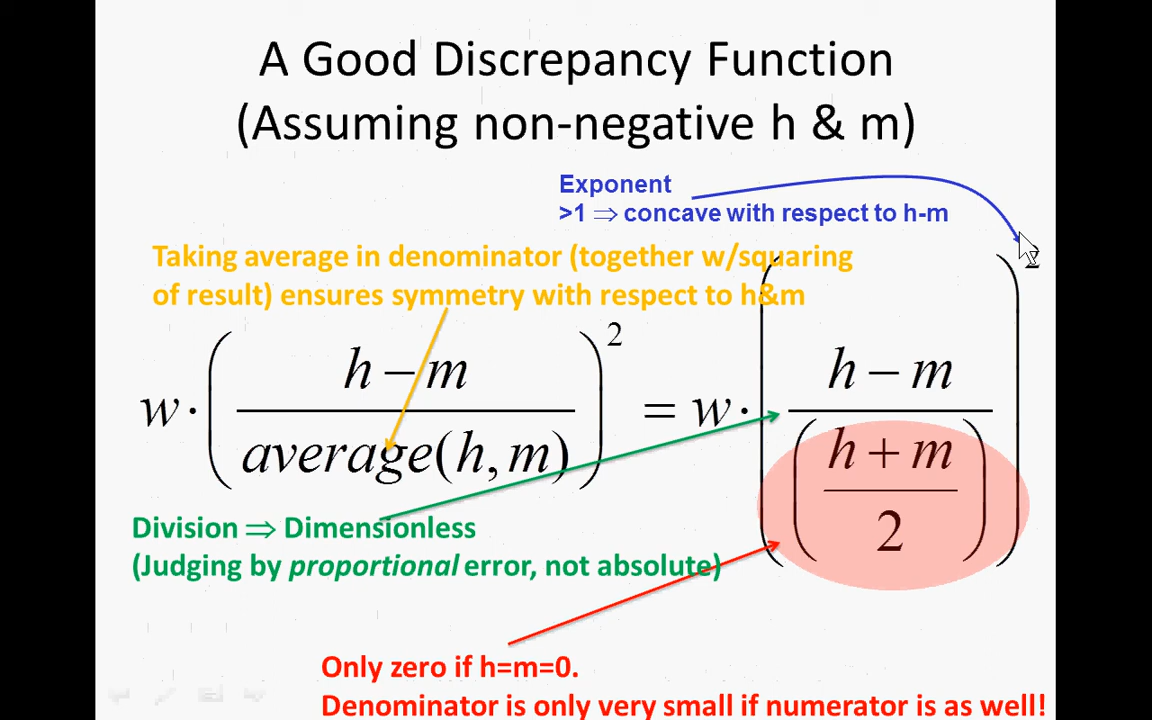 A Good Discrepancy Function
(Assuming non-negative h & m)
Exponent
>1 ⇒ concave with respect to h-m
Taking average in denominator (together w/squaring
of result) ensures symmetry with respect to h&m
w · ( (h − m) / average(h, m) )² = w · ( (h − m) / ( (h + m) / 2 ) )²
Division ⇒ Dimensionless
(Judging by proportional error, not absolute)
Only zero if h=m=0.
Denominator is only very small if numerator is as well!